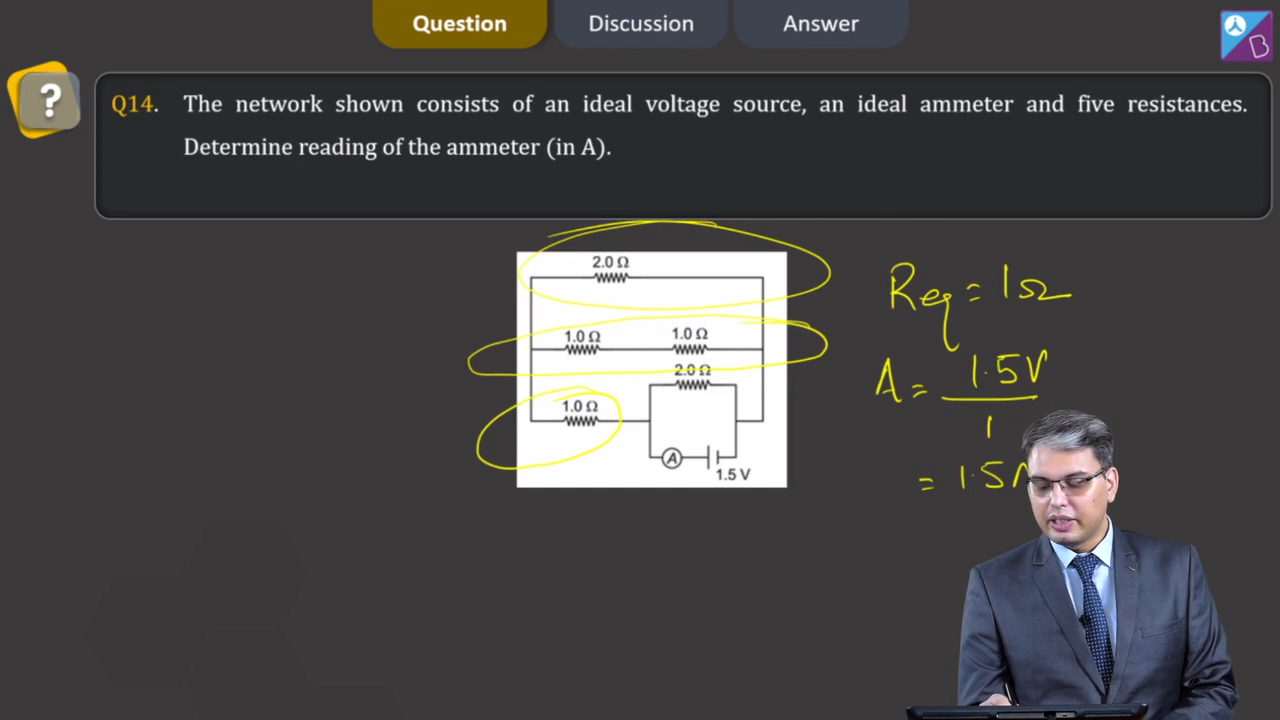 Question
Discussion
Answer
B
?
Q14. The network shown consists of an ideal voltage source, an ideal ammeter and five resistances.
Determine reading of the ammeter (in A).
2.0 Ω
1.0 Ω
1.0 Ω
2.0 Ω
1.0 Ω
A
1.5 V
Req = 1Ω
A = 1.5V
1
= 1.5A